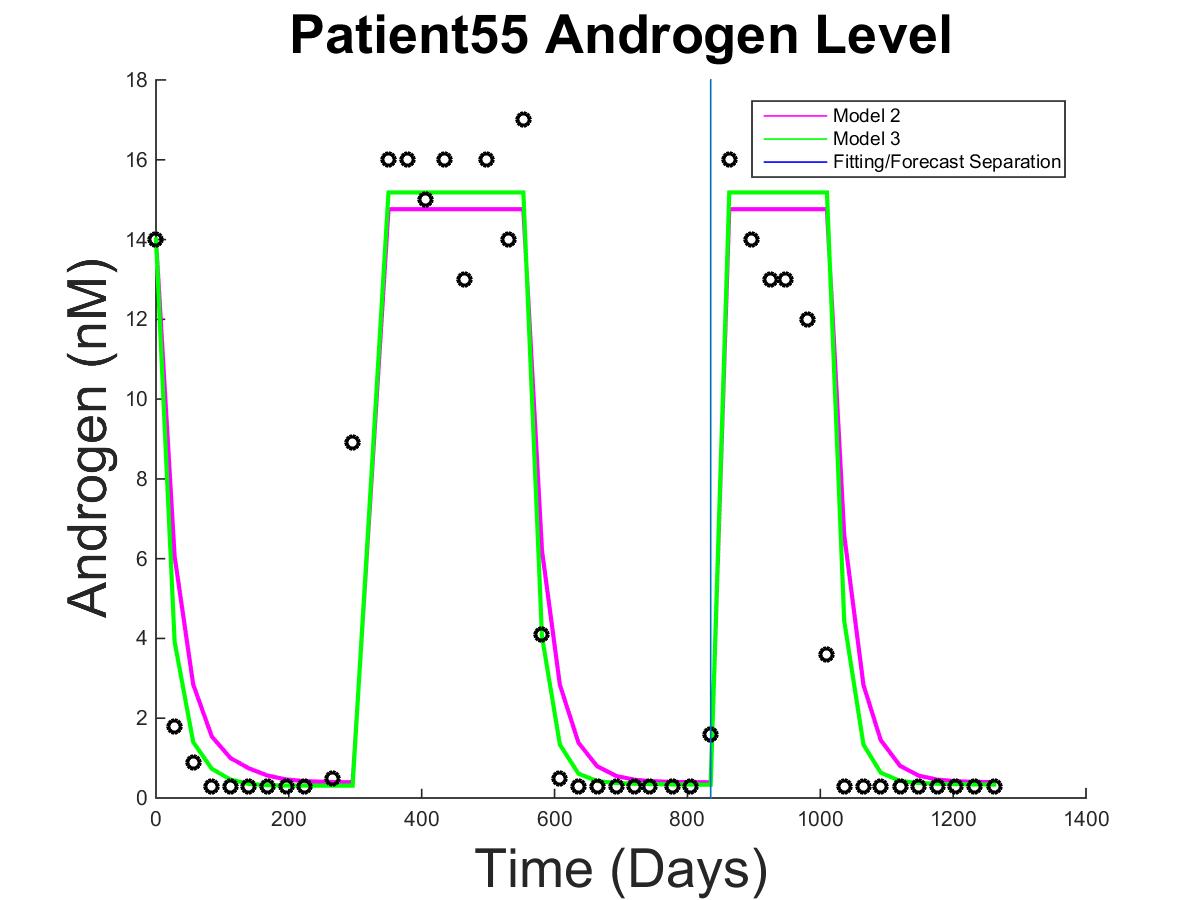 Patient55 Androgen Level
Model 2
Model 3
Fitting/Forecast Separation
Androgen (nM)
18
16
14
12
10
8
6
4
2
0
0 200 400 600 800 1000 1200 1400
Time (Days)